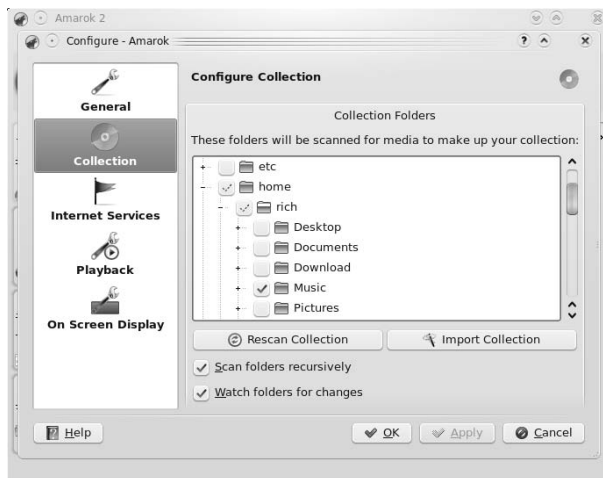 Amarok 2
Configure - Amarok
General
Collection
Internet Services
Playback
On Screen Display
Configure Collection
Collection Folders
These folders will be scanned for media to make up your collection:
etc
home
rich
Desktop
Documents
Download
Music
Pictures
Rescan Collection
Import Collection
Scan folders recursively
Watch folders for changes
Help
OK
Apply
Cancel